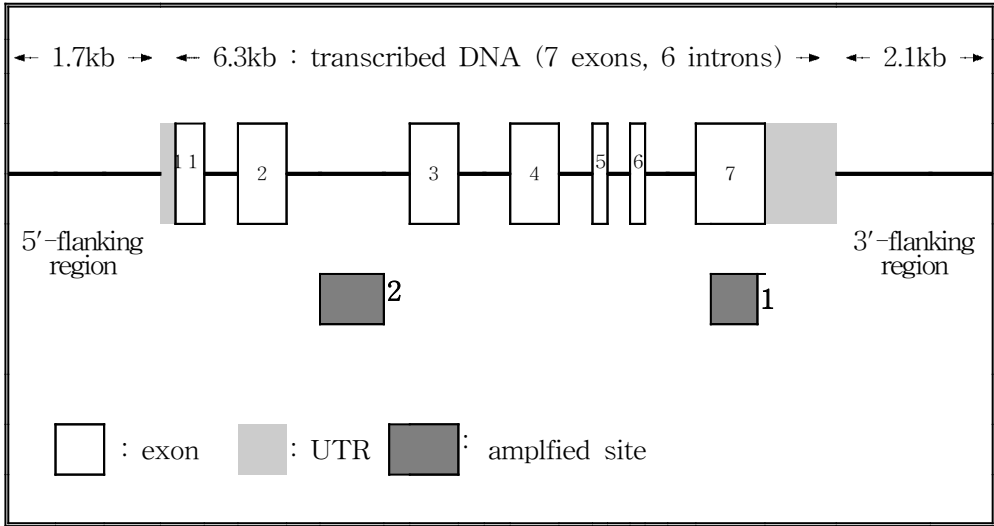 1.7kb 6.3kb : transcribed DNA (7 exons, 6 introns) 2.1kb
1 1 2 3 4 5 6 7
5′-flanking region
3′-flanking region
2
1
: exon : UTR : amplfied site